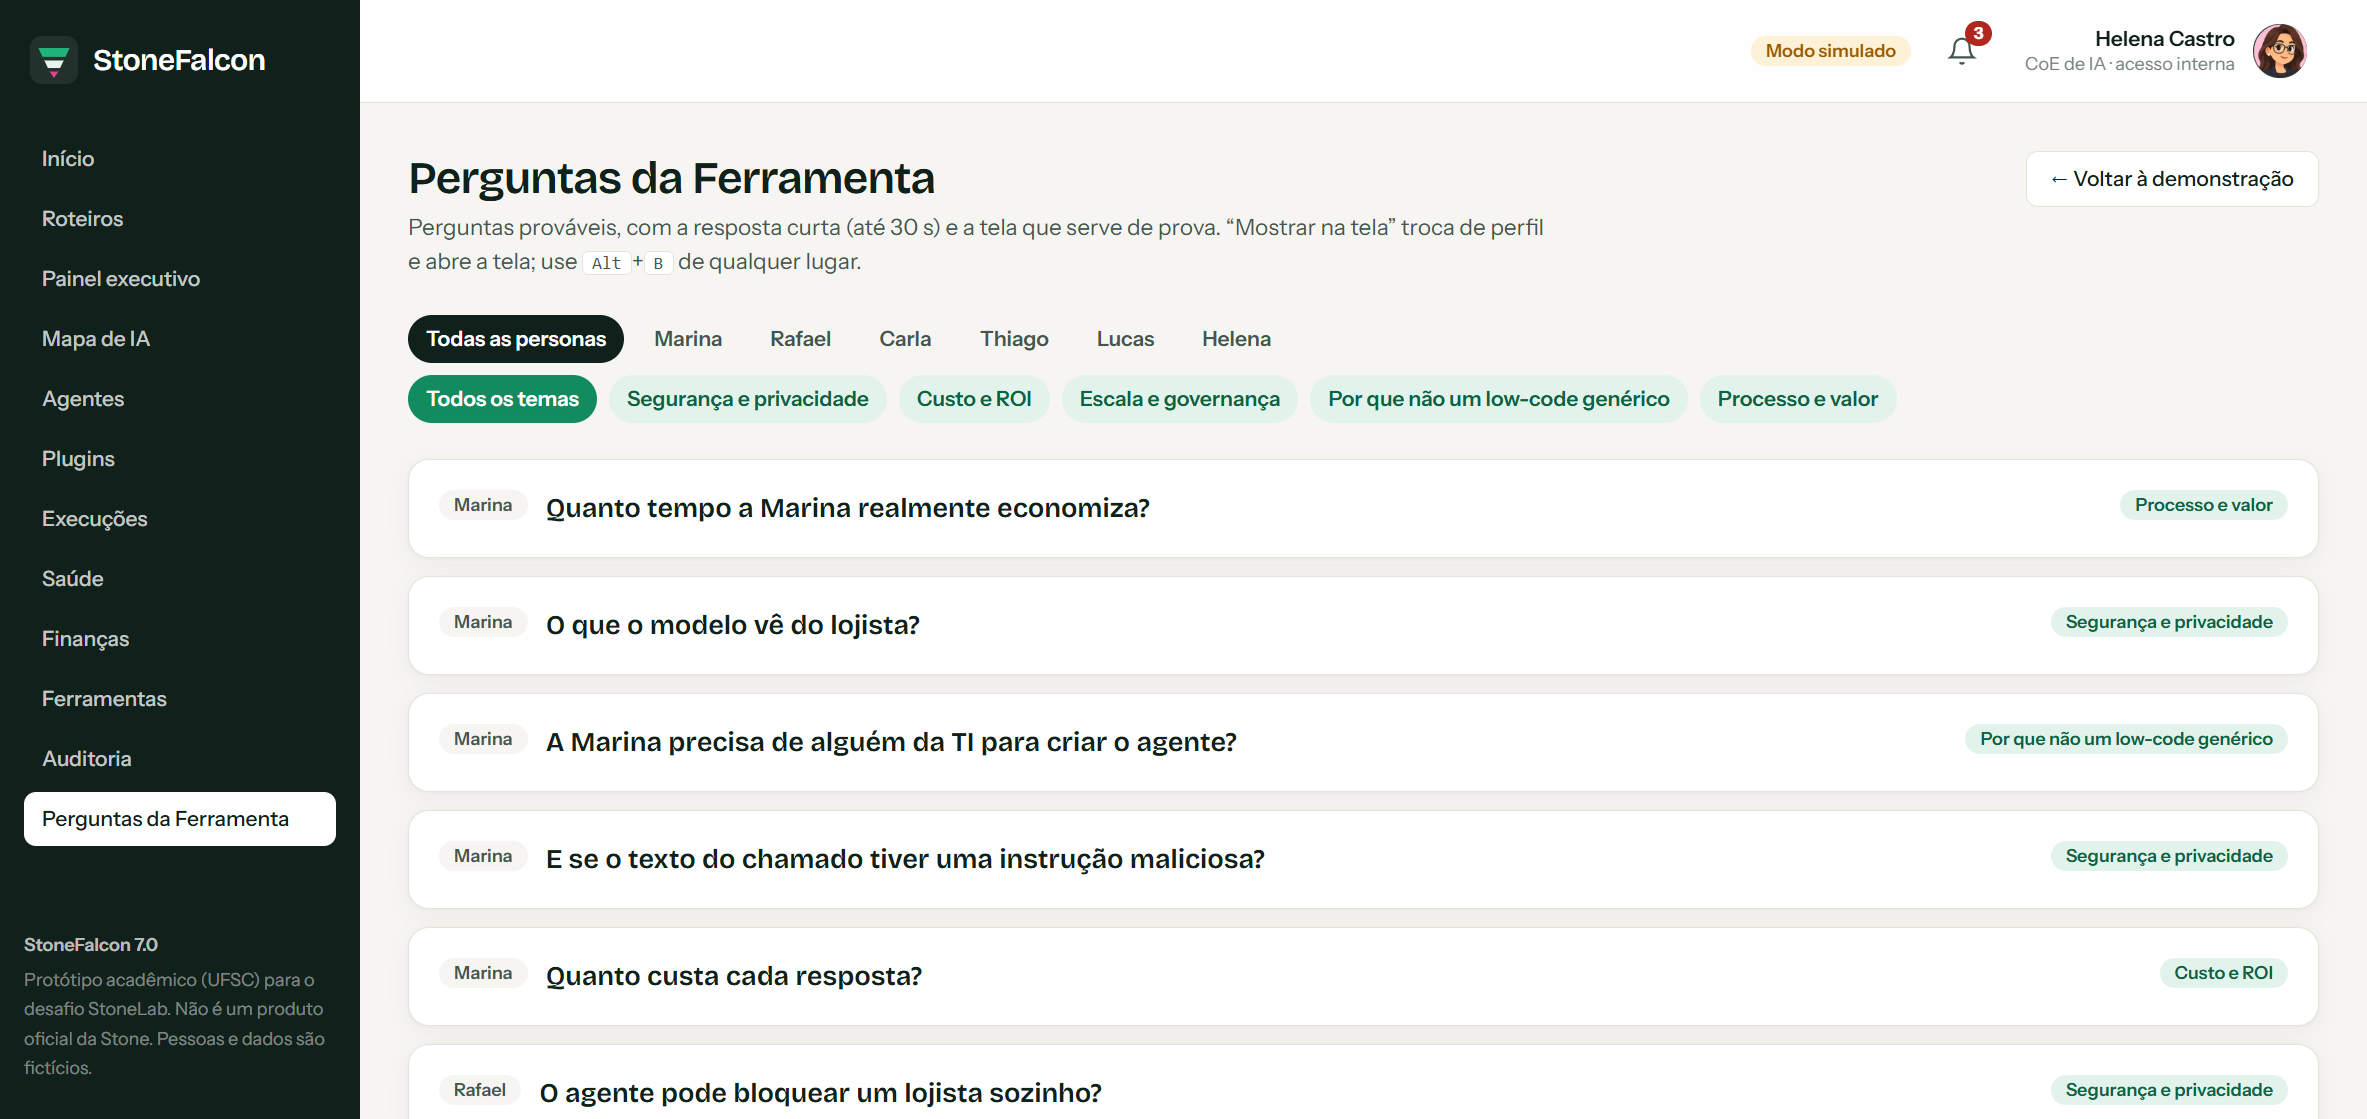 StoneFalcon
Início
Roteiros
Painel executivo
Mapa de IA
Agentes
Plugins
Execuções
Saúde
Finanças
Ferramentas
Auditoria
Perguntas da Ferramenta
StoneFalcon 7.0
Protótipo acadêmico (UFSC) para o
desafio StoneLab. Não é um produto
oficial da Stone. Pessoas e dados são
fictícios.
Modo simulado
3
Helena Castro
CoE de IA · acesso interna
Perguntas da Ferramenta
← Voltar à demonstração
Perguntas prováveis, com a resposta curta (até 30 s) e a tela que serve de prova. “Mostrar na tela” troca de perfil
e abre a tela; use Alt + B de qualquer lugar.
Todas as personas Marina Rafael Carla Thiago Lucas Helena
Todos os temas Segurança e privacidade Custo e ROI Escala e governança Por que não um low-code genérico Processo e valor
Marina Quanto tempo a Marina realmente economiza? Processo e valor
Marina O que o modelo vê do lojista? Segurança e privacidade
Marina A Marina precisa de alguém da TI para criar o agente? Por que não um low-code genérico
Marina E se o texto do chamado tiver uma instrução maliciosa? Segurança e privacidade
Marina Quanto custa cada resposta? Custo e ROI
Rafael O agente pode bloquear um lojista sozinho? Segurança e privacidade